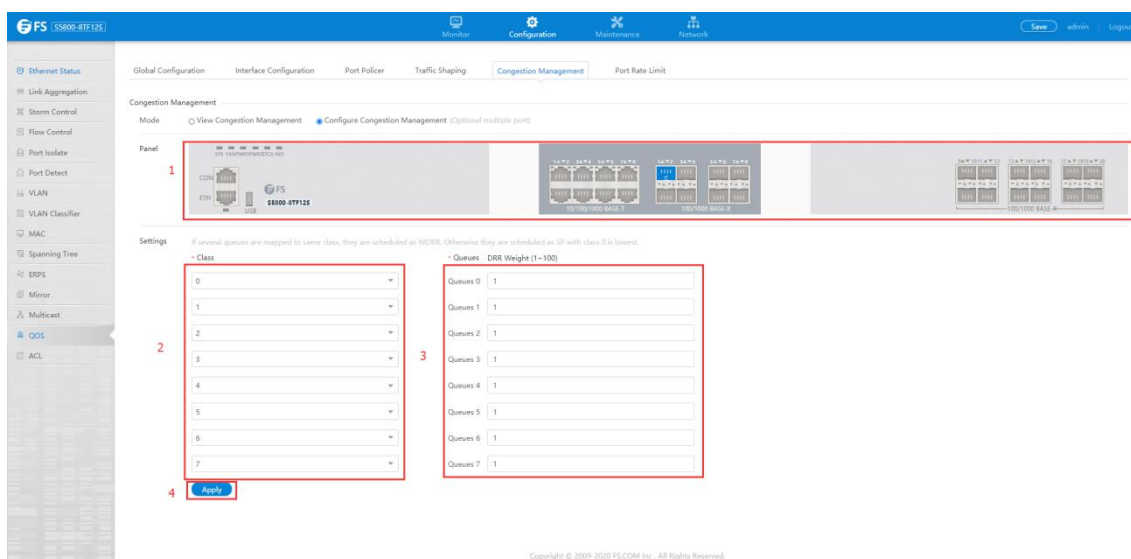 FS S5800-8TF12S
Monitor Configuration Maintenance Network
Save admin Logout
Ethernet Status
Link Aggregation
Storm Control
Flow Control
Port Isolate
Port Detect
VLAN
VLAN Classifier
MAC
Spanning Tree
ERPS
Mirror
Multicast
QOS
ACL
Global Configuration Interface Configuration Port Policer Traffic Shaping Congestion Management Port Rate Limit
Congestion Management
Mode View Congestion Management Configure Congestion Management (Optional multiple port)
Panel
1
CON
ETH
USB
FS
S5800-8TF12S
10/100/1000 BASE-T
100/1000 BASE-X
100/1000 BASE-X
Settings If several queues are mapped to same class, they are scheduled as WDRR. Otherwise they are scheduled as SP with class 0 is lowest.
* Class * Queues DRR Weight (1~100)
0 Queues 0 1
1 Queues 1 1
2 Queues 2 1
2 3
3 Queues 3 1
4 Queues 4 1
5 Queues 5 1
6 Queues 6 1
7 Queues 7 1
4 Apply
Copyright © 2009-2020 FS.COM Inc . All Rights Reserved.